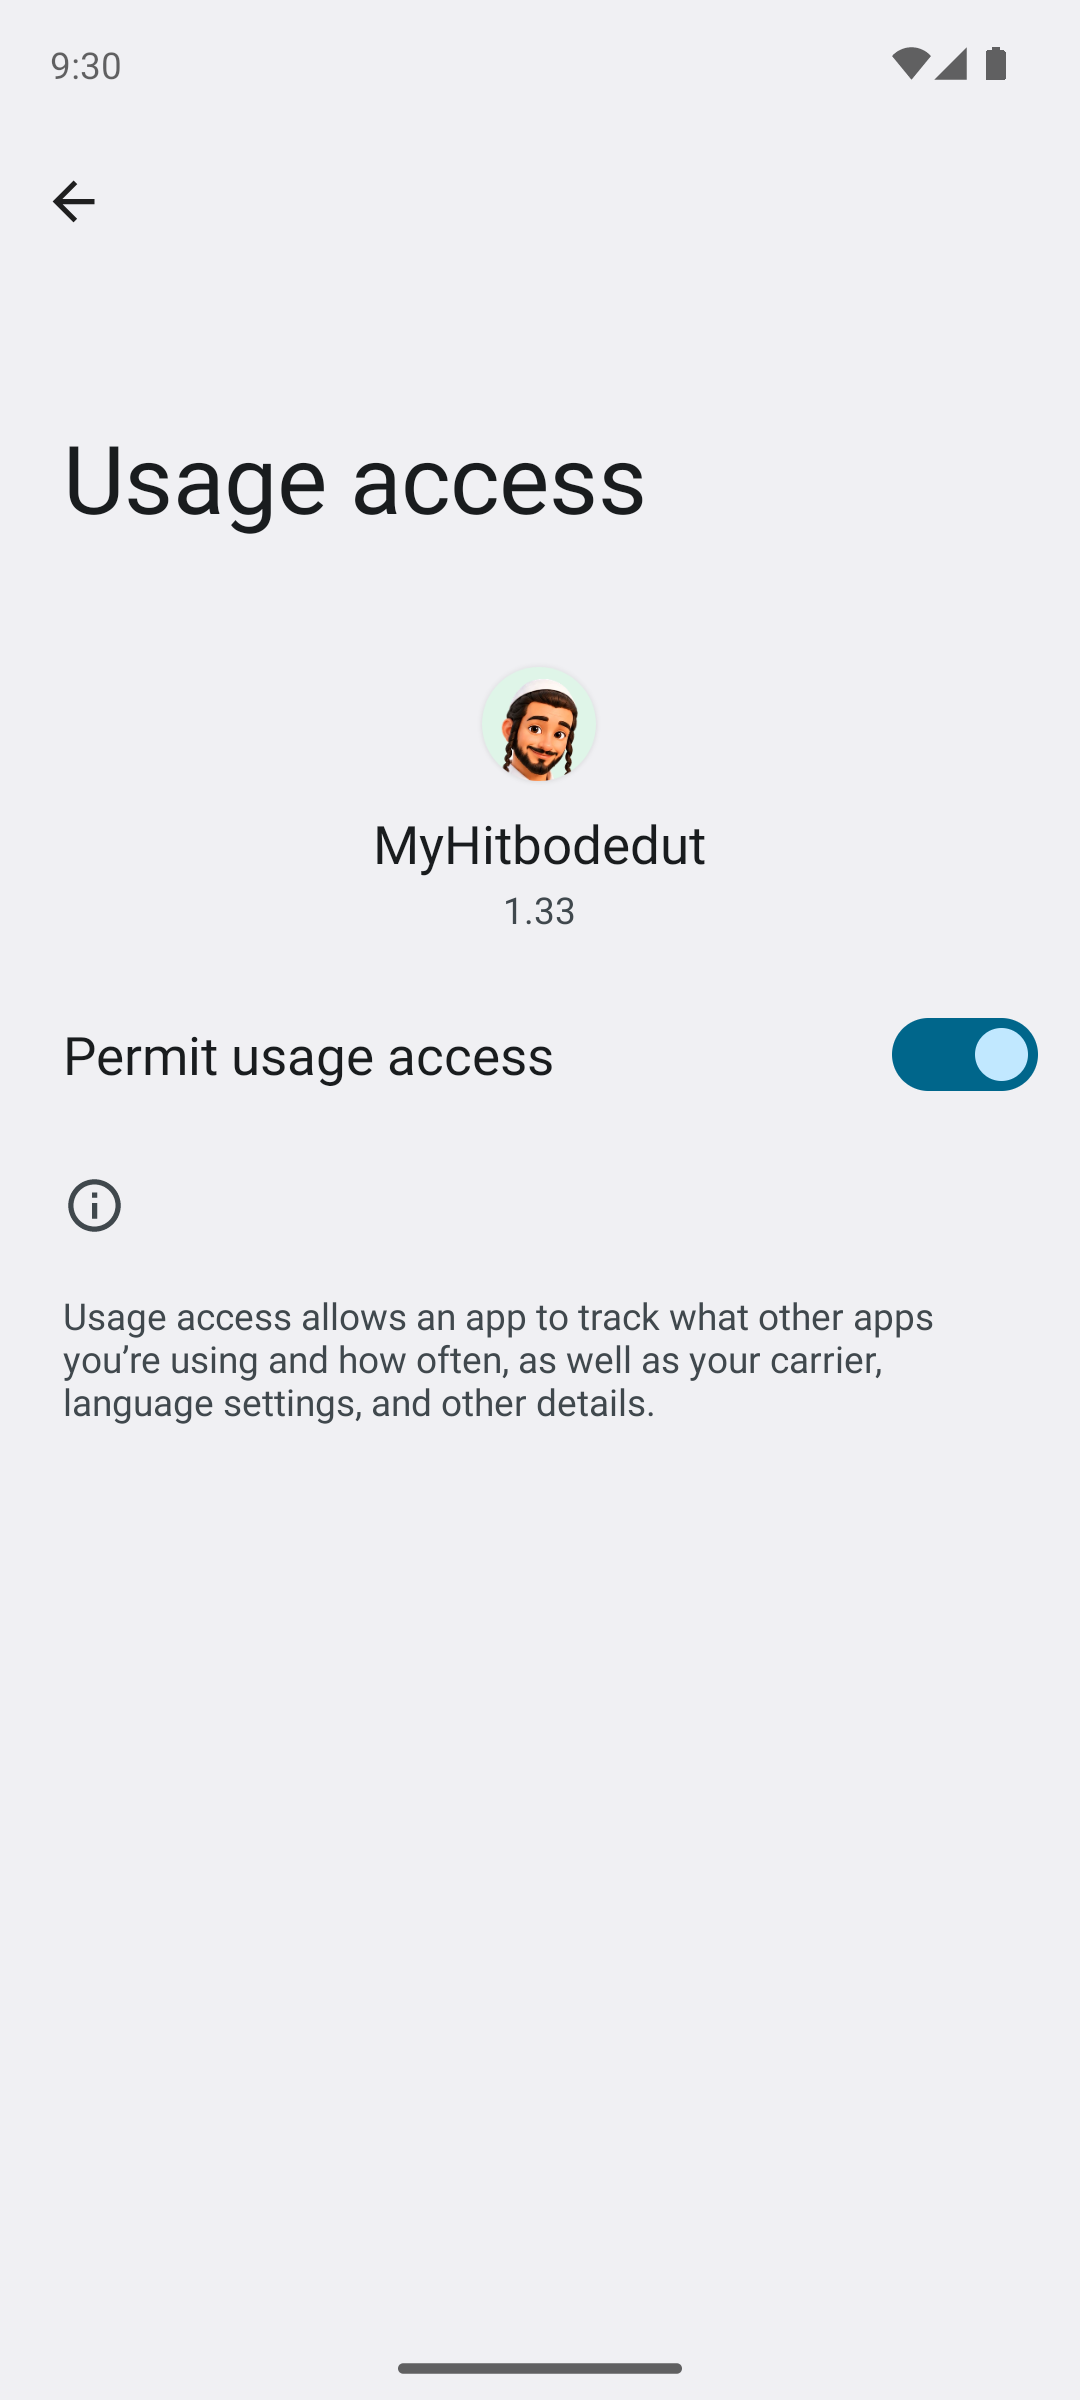 9:30
Usage access
MyHitbodedut
1.33
Permit usage access
Usage access allows an app to track what other apps
you’re using and how often, as well as your carrier,
language settings, and other details.